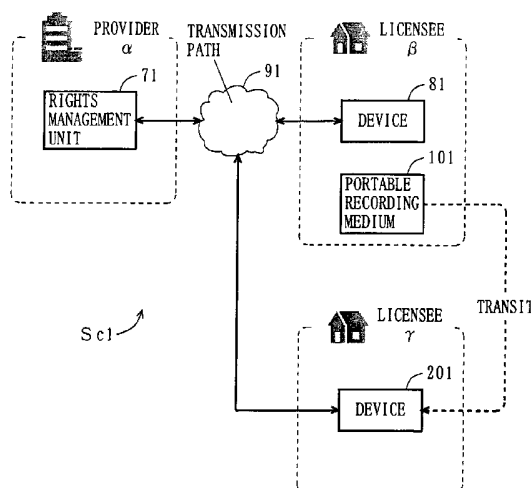 PROVIDER
α
TRANSMISSION
PATH
91
LICENSEE
β
71
RIGHTS
MANAGEMENT
UNIT
81
DEVICE
101
PORTABLE
RECORDING
MEDIUM
TRANSIT
Sc1
LICENSEE
γ
201
DEVICE